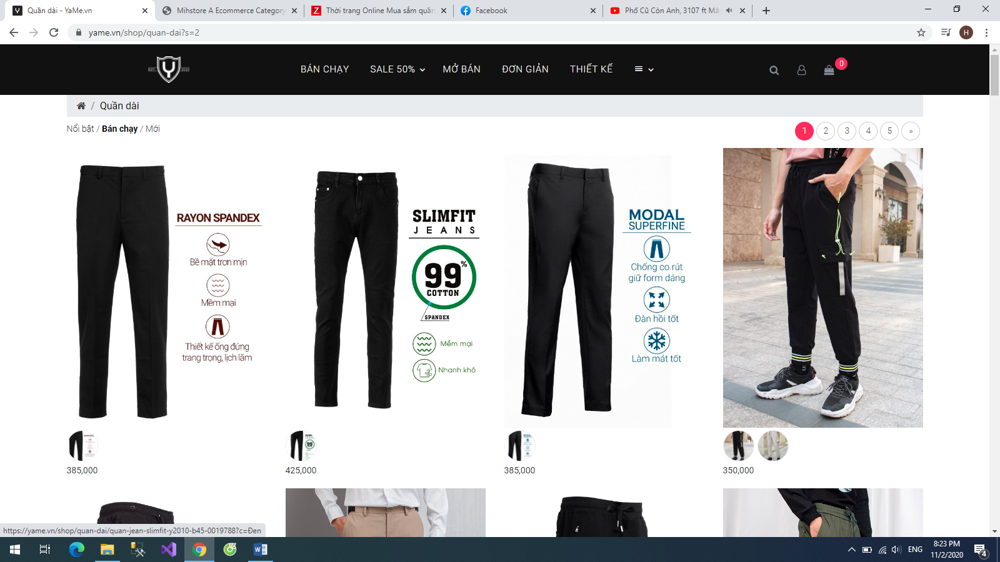 Quần dài - YaMe.vn
Mihstore A Ecommerce Category
Thời trang Online Mua sắm quần
Facebook
Phố Cũ Còn Anh, 3107 ft Mã
yame.vn/shop/quan-dai?s=2
H
Y
EST.
2010
BÁN CHẠY
SALE 50%
MỞ BÁN
ĐƠN GIẢN
THIẾT KẾ
0
/ Quần dài
Nổi bật / Bán chạy / Mới
1 2 3 4 5 »
RAYON SPANDEX
Bề mặt trơn mịn
Mềm mại
Thiết kế ống đứng
trang trọng, lịch lãm
SLIMFIT
JEANS
99%
COTTON
SPANDEX
Mềm mại
Nhanh khô
MODAL
SUPERFINE
Chống co rút
giữ form dáng
Đàn hồi tốt
Làm mát tốt
385,000
425,000
385,000
350,000
https://yame.vn/shop/quan-dai/quan-jean-slimfit-y2010-b45-0019788?c=Đen
ENG
8:23 PM
11/2/2020
4